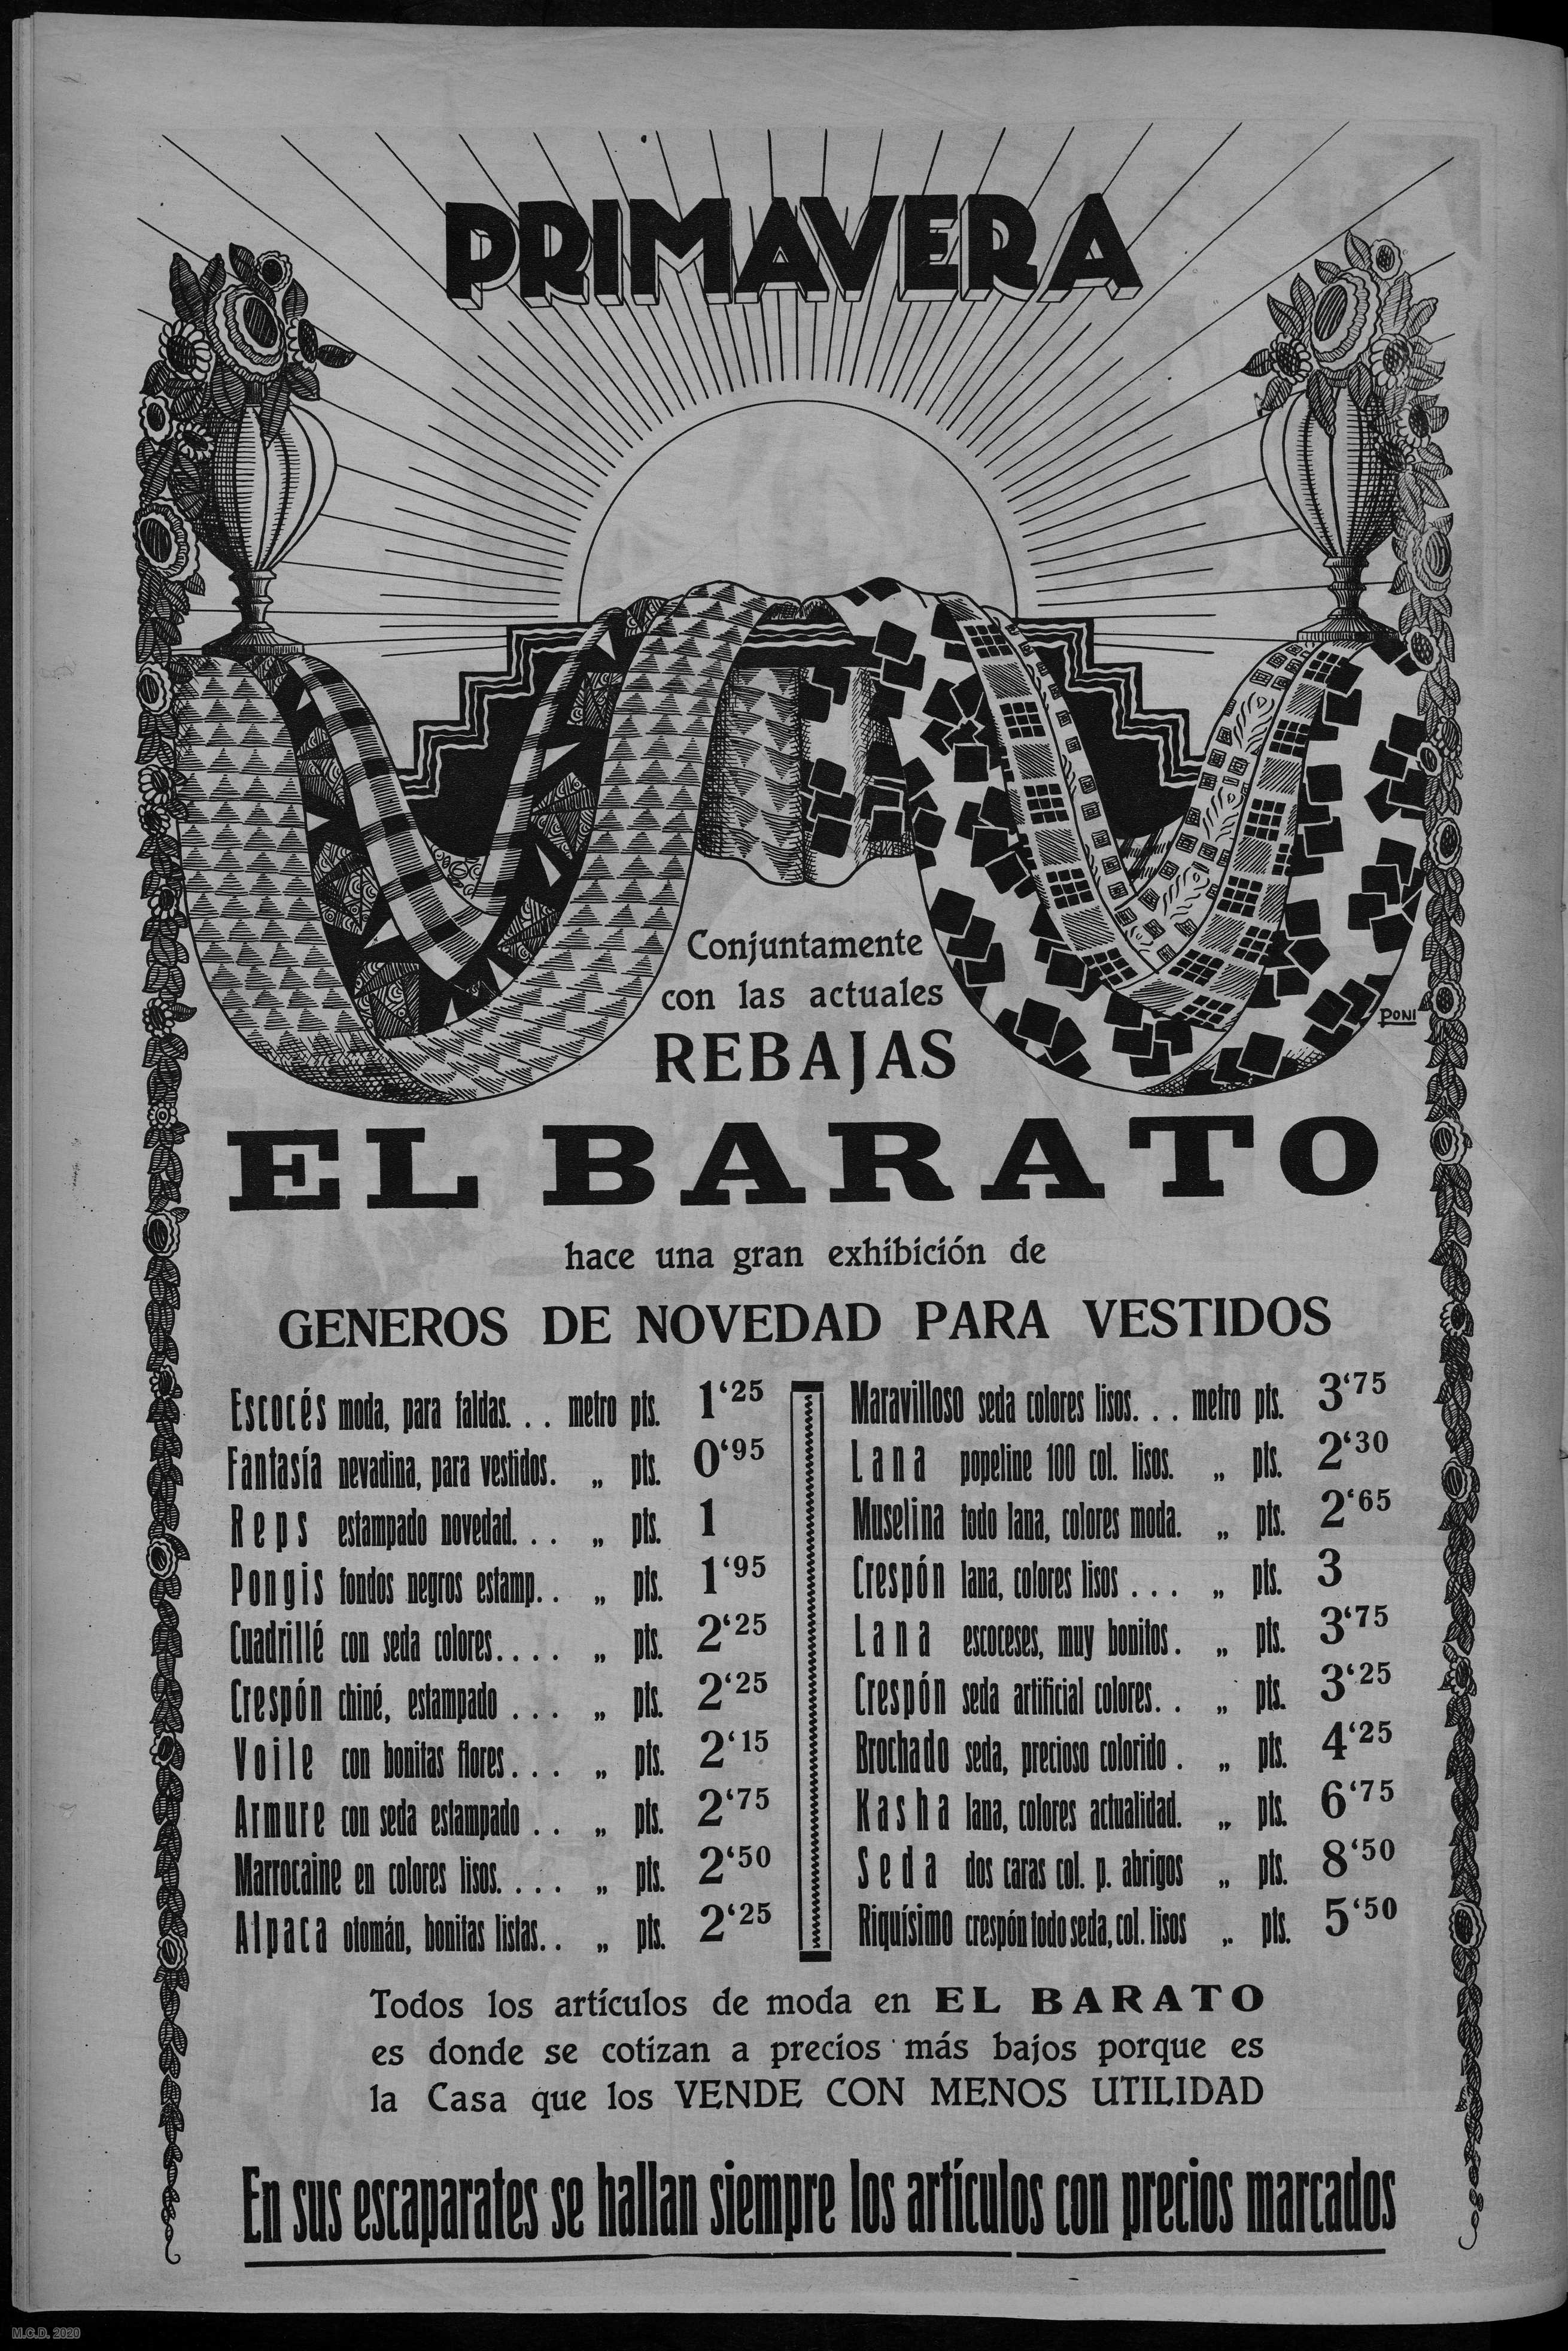 PRIMAVERA
PONI
Conjuntamente
con las actuales
REBAJAS
EL BARATO
hace una gran exhibición de
GENEROS DE NOVEDAD PARA VESTIDOS
Escocés moda, para faldas. . . metro pts. 1‘25
Fantasía nevadina, para vestidos. „ pts. 0‘95
Reps estampado novedad. . . „ pts. 1
Pongis fondos negros estamp. . „ pts. 1‘95
Cuadrillé con seda colores. . . . „ pts. 2‘25
Crespón chiné, estampado . . . „ pts. 2‘25
Voile con bonitas flores. . . „ pts. 2‘15
Armure con seda estampado . . „ pts. 2‘75
Marrocaine en colores lisos. . . . „ pts. 2‘50
Alpaca otomán, bonitas listas. . „ pts. 2‘25
Maravilloso seda colores lisos. . . metro pts. 3‘75
Lana popeline 100 col. lisos. „ pts. 2‘30
Muselina todo lana, colores moda. „ pts. 2‘65
Crespón lana, colores lisos . . . „ pts. 3
Lana escoceses, muy bonitos . „ pts. 3‘75
Crespón seda artificial colores. . „ pts. 3‘25
Brochado seda, precioso colorido . „ pts. 4‘25
Kasha lana, colores actualidad. „ pts. 6‘75
Seda dos caras col. p. abrigos „ pts. 8‘50
Riquísimo crespón todo seda, col. lisos „ pts. 5‘50
Todos los artículos de moda en EL BARATO
es donde se cotizan a precios más bajos porque es
la Casa que los VENDE CON MENOS UTILIDAD
En sus escaparates se hallan siempre los artículos con precios marcados
M.C.D. 2020